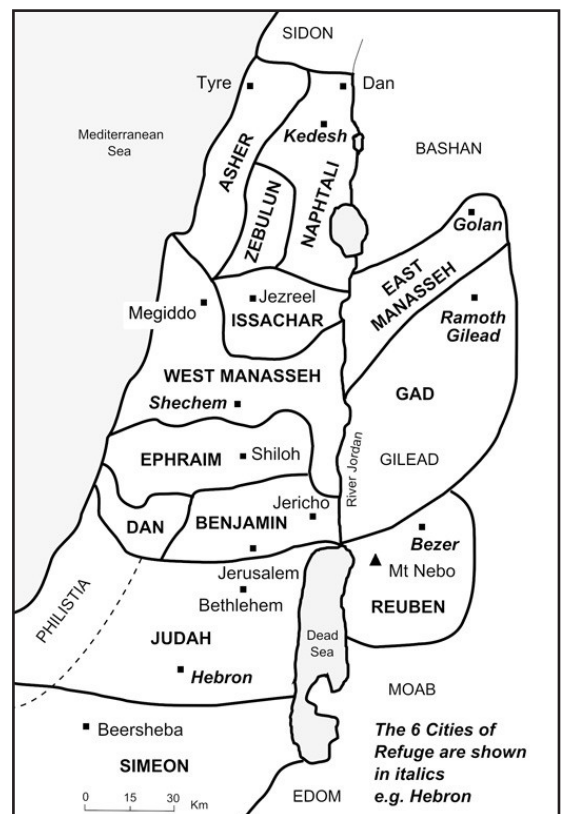 SIDON
Tyre
Dan
Mediterranean
Sea
Kedesh
BASHAN
ASHER
ZEBULUN
NAPHTALI
Golan
EAST
MANASSEH
Megiddo
Jezreel
ISSACHAR
Ramoth
Gilead
WEST MANASSEH
GAD
Shechem
EPHRAIM
Shiloh
GILEAD
River Jordan
Jericho
DAN
BENJAMIN
Bezer
Jerusalem
Mt Nebo
Bethlehem
REUBEN
PHILISTIA
JUDAH
Dead
Sea
Hebron
MOAB
Beersheba
The 6 Cities of
Refuge are shown
in italics
e.g. Hebron
SIMEON
0 15 30 Km
EDOM